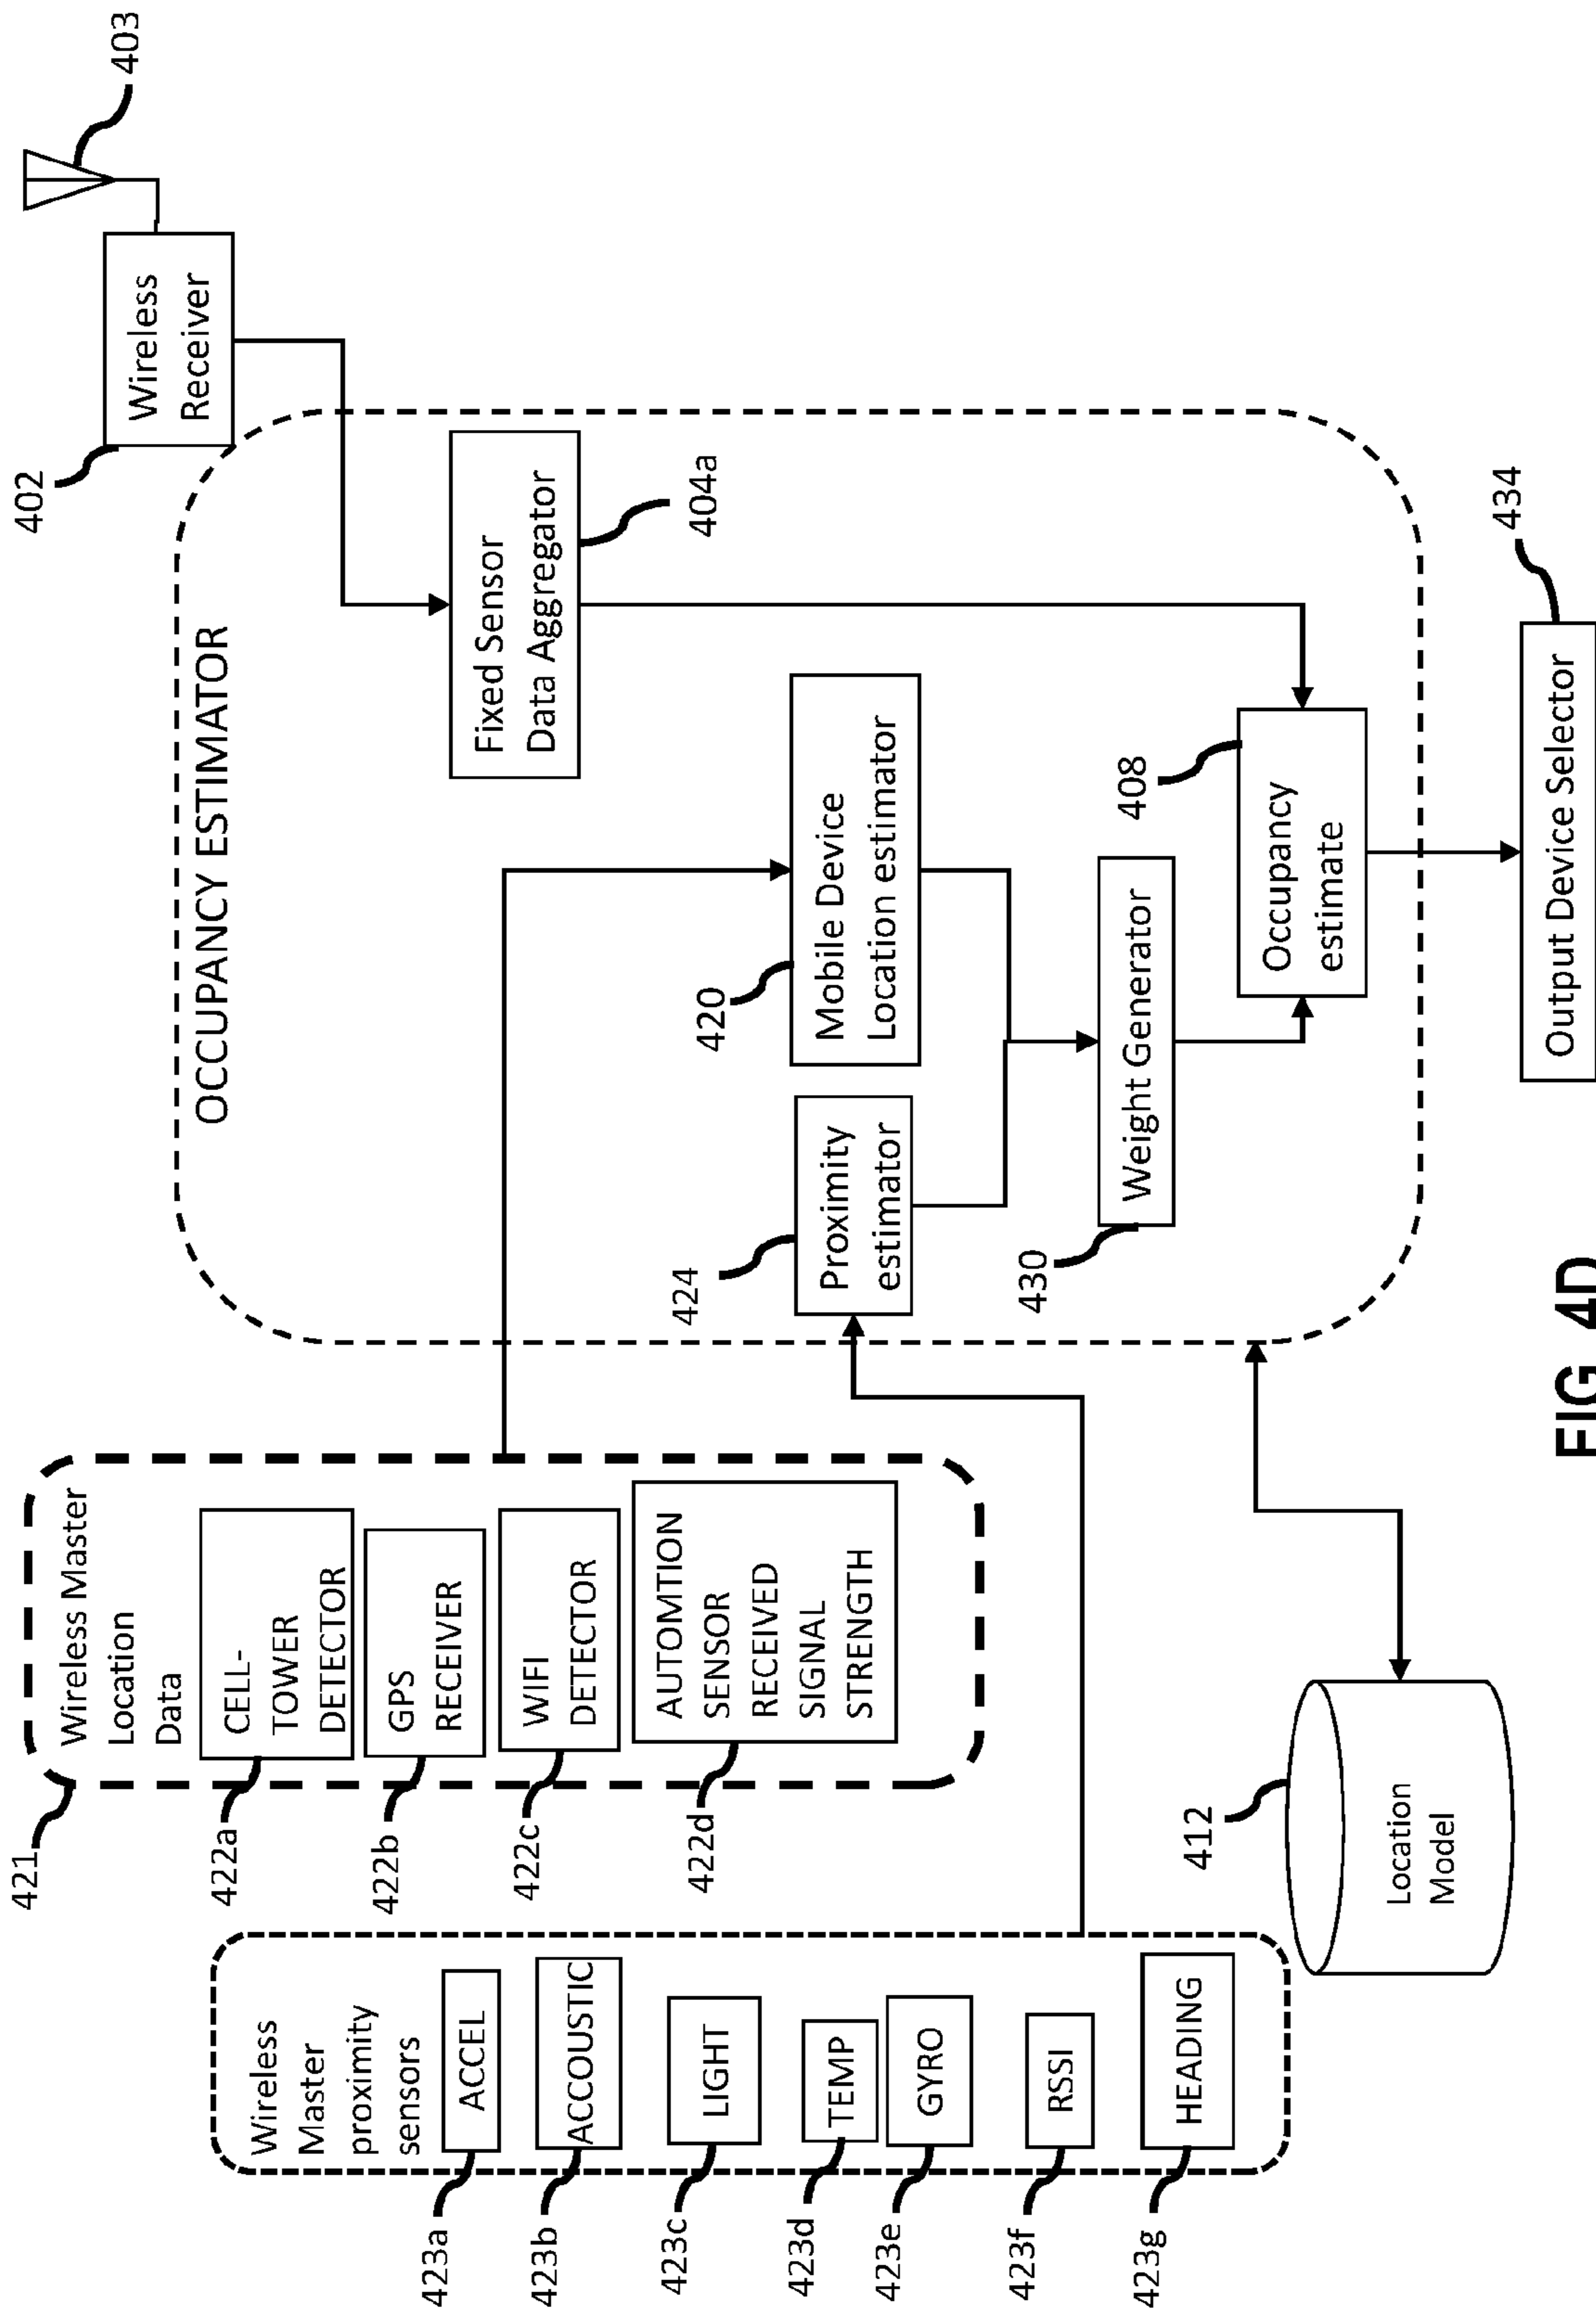 403
Wireless
Receiver
402
OCCUPANCY ESTIMATOR
Fixed Sensor
Data Aggregator
404a
Mobile Device
Location estimator
420
Proximity
estimator
424
Weight Generator
430
Occupancy
estimate
408
Output Device Selector
434
Wireless Master
Location
Data
421
CELL-
TOWER
DETECTOR
422a
GPS
RECEIVER
422b
WIFI
DETECTOR
422c
AUTOMTION
SENSOR
RECEIVED
SIGNAL
STRENGTH
422d
Wireless
Master
proximity
sensors
ACCEL
423a
ACCOUSTIC
423b
LIGHT
423c
TEMP
423d
GYRO
423e
RSSI
423f
HEADING
423g
Location
Model
412
FIG. 4D